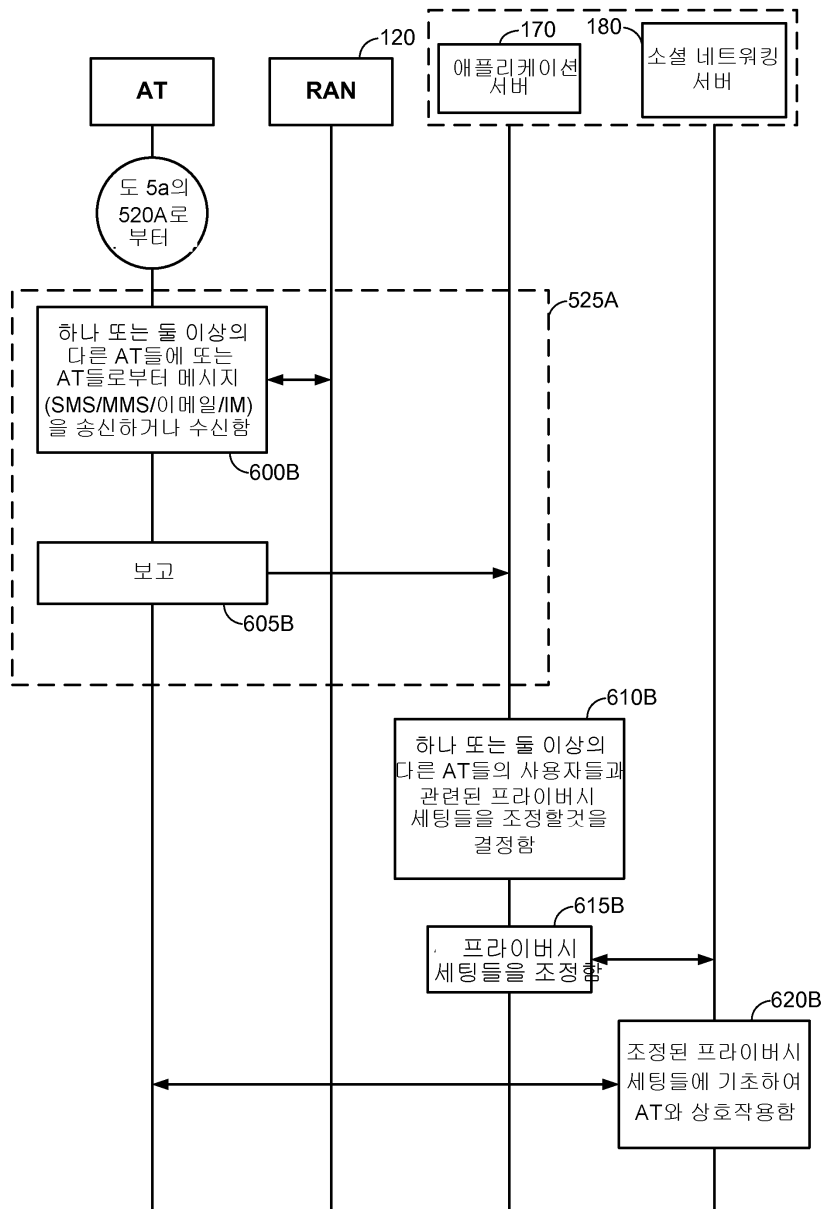 120
170
180
AT
RAN
애플리케이션
서버
소셜 네트워킹
서버
도 5a의
520A로
부터
525A
하나 또는 둘 이상의
다른 AT들에 또는
AT들로부터 메시지
(SMS/MMS/이메일/IM)
을 송신하거나 수신함
600B
보고
605B
610B
하나 또는 둘 이상의
다른 AT들의 사용자들과
관련된 프라이버시
세팅들을 조정할것을
결정함
615B
프라이버시
세팅들을 조정함
620B
조정된 프라이버시
세팅들에 기초하여
AT와 상호작용함